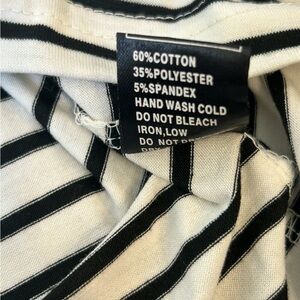 60%COTTON
35%POLYESTER
5%SPANDEX
HAND WASH COLD
DO NOT BLEACH
IRON,LOW
DO NOT